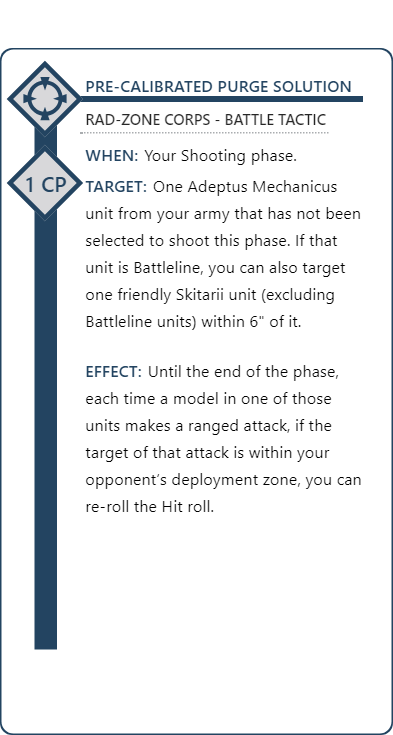 PRE-CALIBRATED PURGE SOLUTION
RAD-ZONE CORPS - BATTLE TACTIC
WHEN: Your Shooting phase.
1 CP
TARGET: One Adeptus Mechanicus
unit from your army that has not been
selected to shoot this phase. If that
unit is Battleline, you can also target
one friendly Skitarii unit (excluding
Battleline units) within 6" of it.
EFFECT: Until the end of the phase,
each time a model in one of those
units makes a ranged attack, if the
target of that attack is within your
opponent’s deployment zone, you can
re-roll the Hit roll.